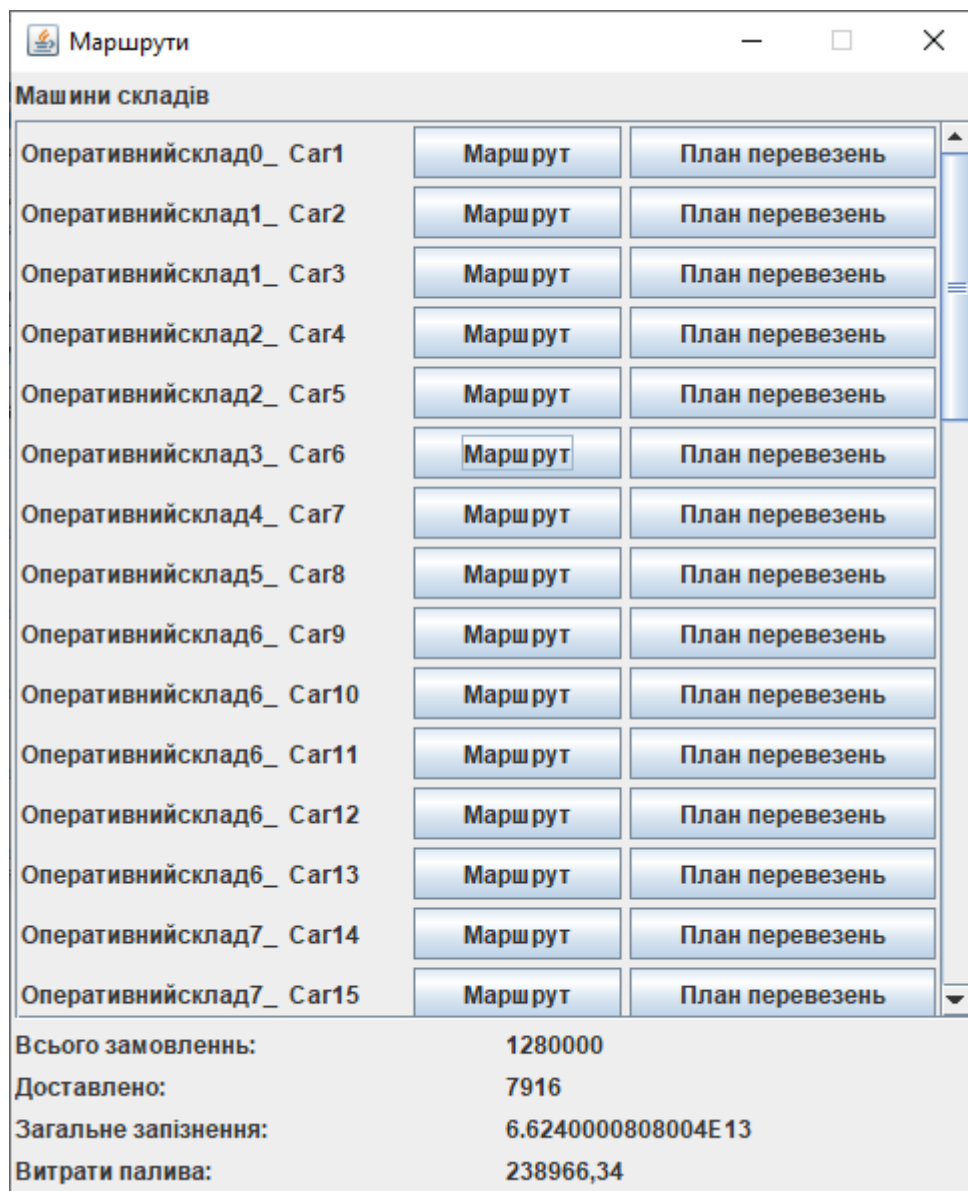 Маршрути
Машини складів
Оперативнийсклад0_ Car1 Маршрут План перевезень
Оперативнийсклад1_ Car2 Маршрут План перевезень
Оперативнийсклад1_ Car3 Маршрут План перевезень
Оперативнийсклад2_ Car4 Маршрут План перевезень
Оперативнийсклад2_ Car5 Маршрут План перевезень
Оперативнийсклад3_ Car6 Маршрут План перевезень
Оперативнийсклад4_ Car7 Маршрут План перевезень
Оперативнийсклад5_ Car8 Маршрут План перевезень
Оперативнийсклад6_ Car9 Маршрут План перевезень
Оперативнийсклад6_ Car10 Маршрут План перевезень
Оперативнийсклад6_ Car11 Маршрут План перевезень
Оперативнийсклад6_ Car12 Маршрут План перевезень
Оперативнийсклад6_ Car13 Маршрут План перевезень
Оперативнийсклад7_ Car14 Маршрут План перевезень
Оперативнийсклад7_ Car15 Маршрут План перевезень
Всього замовленнь: 1280000
Доставлено: 7916
Загальне запізнення: 6.6240000808004E13
Витрати палива: 238966,34